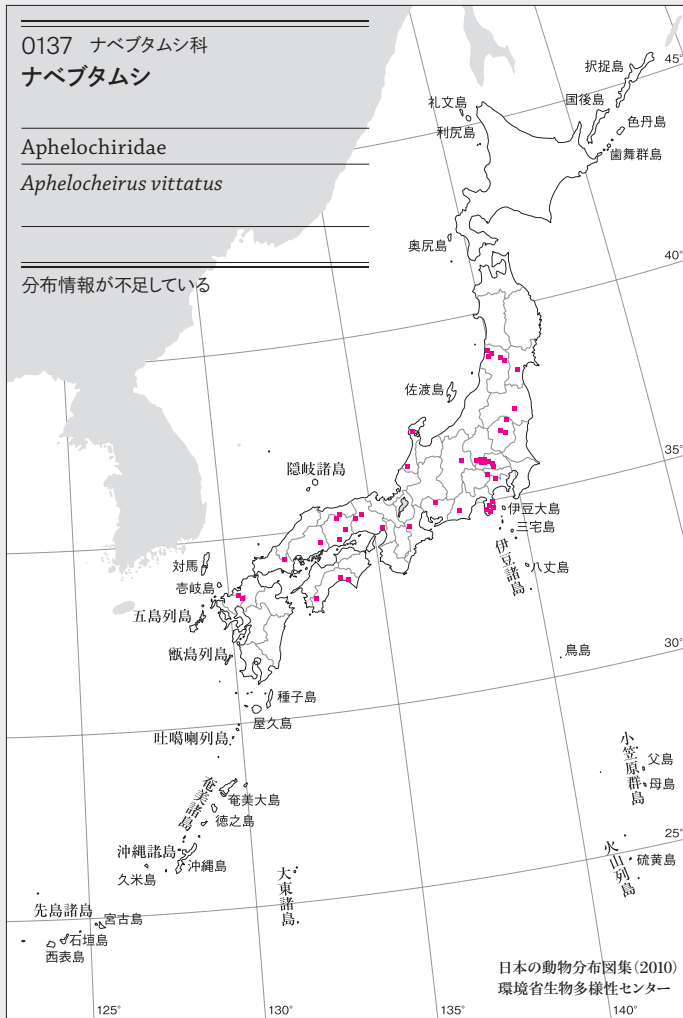 0137 ナベブタムシ科
ナベブタムシ
Aphelochiridae
Aphelocheirus vittatus
分布情報が不足している
択捉島
45°
国後島
礼文島
色丹島
利尻島
歯舞群島
奥尻島
40°
佐渡島
35°
隠岐諸島
伊豆大島
三宅島
伊豆諸島
八丈島
対馬
壱岐島
五島列島
甑島列島
鳥島
30°
種子島
屋久島
吐噶喇列島
小笠原群島
父島
母島
奄美諸島
奄美大島
徳之島
25°
沖縄諸島
沖縄島
久米島
火山列島
硫黄島
大東諸島
先島諸島
宮古島
石垣島
西表島
日本の動物分布図集(2010)
環境省生物多様性センター
125°
130°
135°
140°